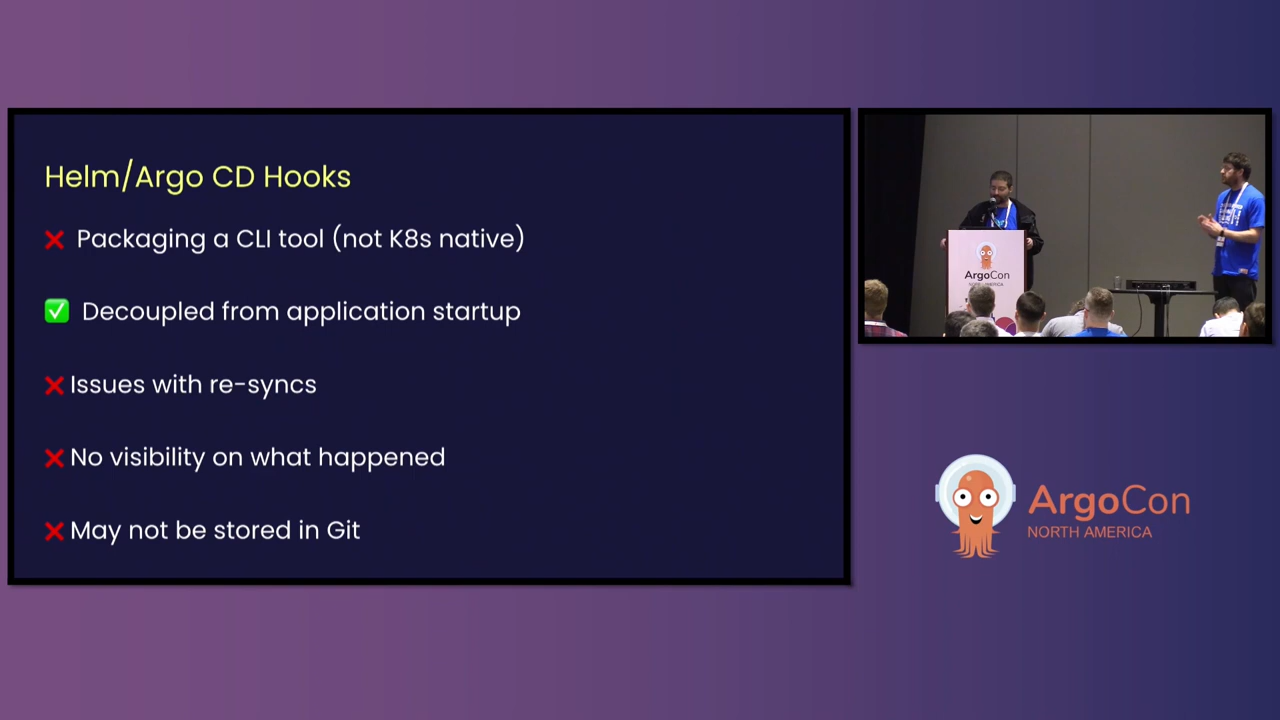 Helm/Argo CD Hooks
❌ Packaging a CLI tool (not K8s native)
✅ Decoupled from application startup
❌ Issues with re-syncs
❌ No visibility on what happened
❌ May not be stored in Git
ArgoCon
ArgoCon
NORTH AMERICA